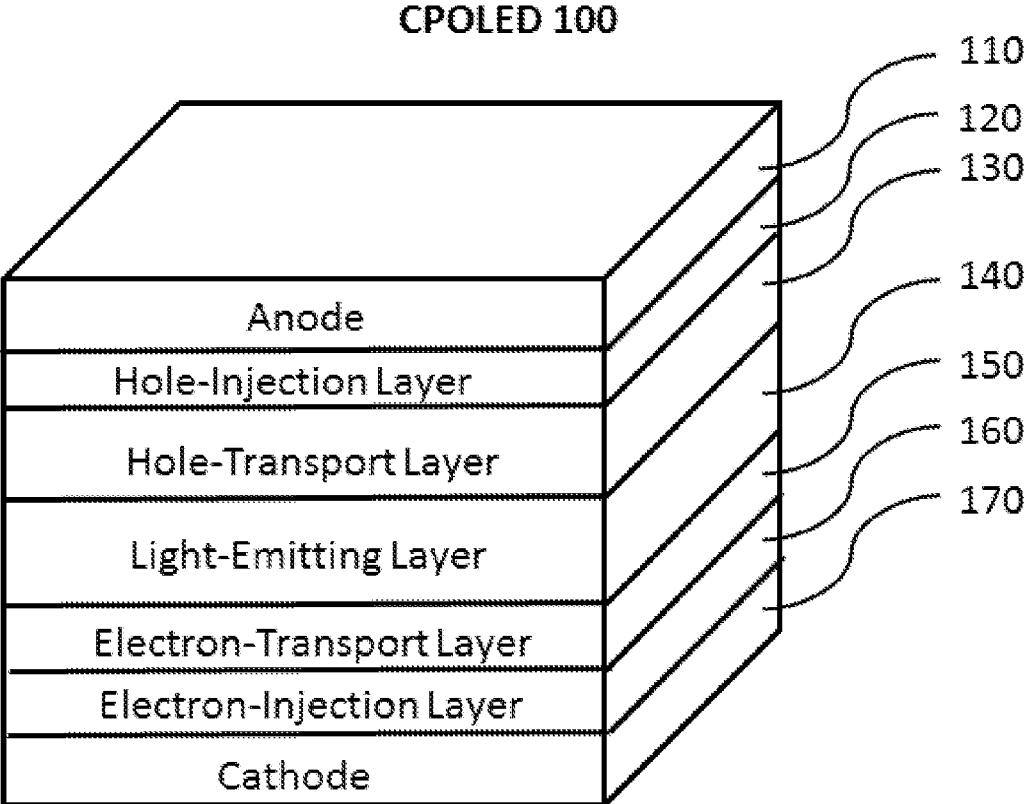 CPOLED 100
110
120
130
140
150
160
170
Anode
Hole-Injection Layer
Hole-Transport Layer
Light-Emitting Layer
Electron-Transport Layer
Electron-Injection Layer
Cathode